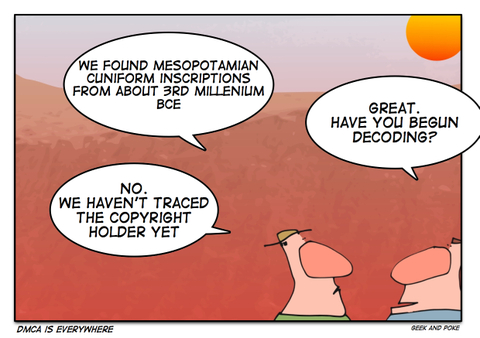 WE FOUND MESOPOTAMIAN
CUNIFORM INSCRIPTIONS
FROM ABOUT 3RD MILLENIUM
BCE
GREAT.
HAVE YOU BEGUN
DECODING?
NO.
WE HAVEN'T TRACED
THE COPYRIGHT
HOLDER YET
DMCA IS EVERYWHERE
GEEK AND POKE